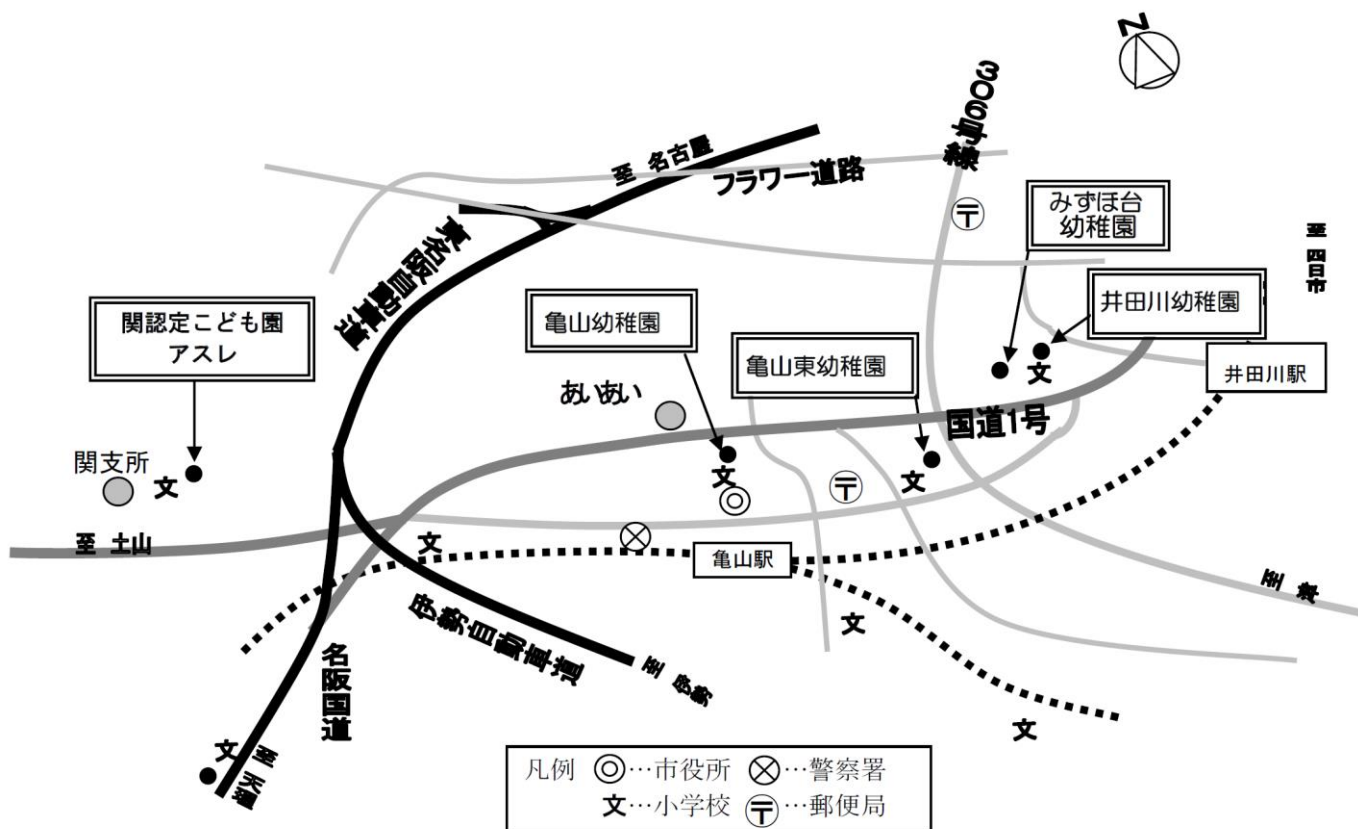 N
306号線
至 名古屋
フラワー道路
みずほ台
幼稚園
至 四日市
東名阪自動車道
井田川幼稚園
関認定こども園
アスレ
亀山幼稚園
亀山東幼稚園
あいあい
井田川駅
国道1号
文
関支所
文
文
文
〒
〒
至 土山
文
亀山駅
至 津
伊勢自動車道
文
至 伊勢
名阪国道
文
文
至 天理
凡例 ◎…市役所 ⊗…警察署
文…小学校 〒…郵便局